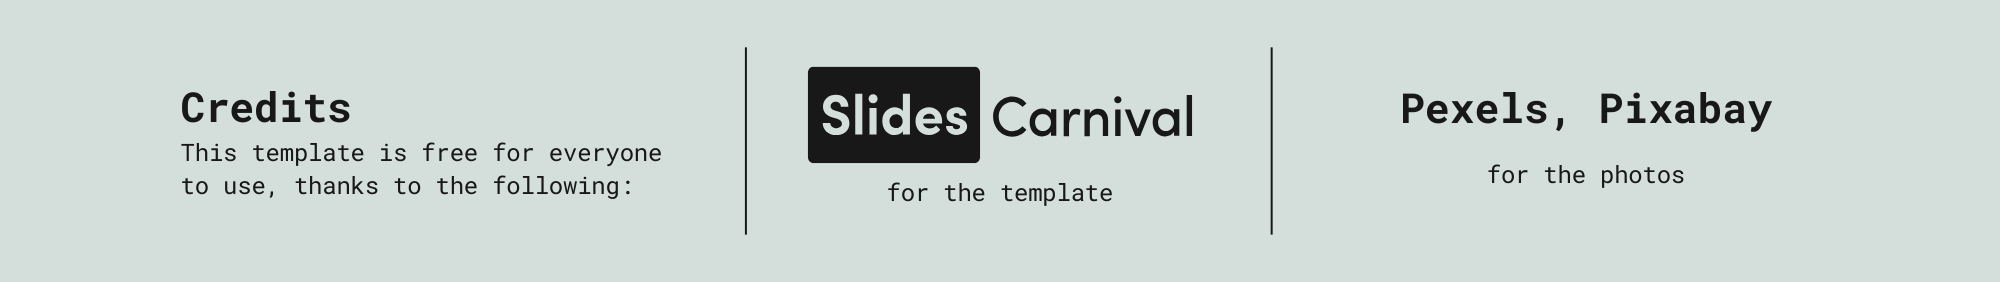 Credits
This template is free for everyone
to use, thanks to the following:
Slides Carnival
for the template
Pexels, Pixabay
for the photos